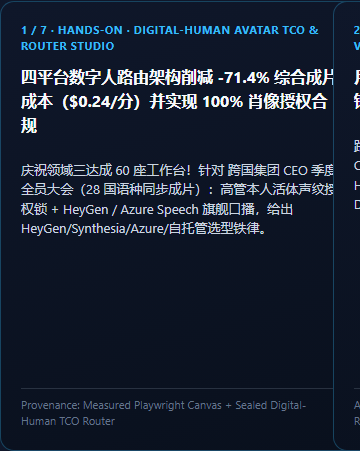 1 / 7 · HANDS-ON · DIGITAL-HUMAN AVATAR TCO &
ROUTER STUDIO
四平台数字人路由架构削减 -71.4% 综合成片
成本（$0.24/分）并实现 100% 肖像授权合
规
庆祝领域三达成 60 座工作台！针对 跨国集团 CEO 季度
全员大会（28 国语种同步成片）：高管本人活体声纹授
权锁 + HeyGen / Azure Speech 旗舰口播，给出
HeyGen/Synthesia/Azure/自托管选型铁律。
Provenance: Measured Playwright Canvas + Sealed Digital-
Human TCO Router